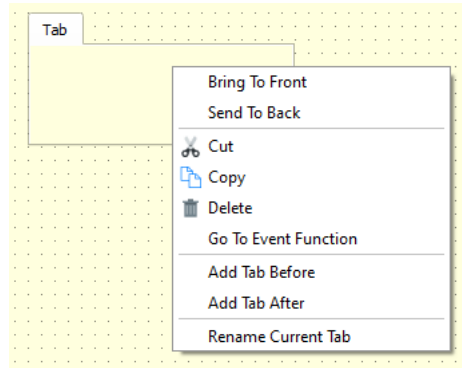 Tab
Bring To Front
Send To Back
Cut
Copy
Delete
Go To Event Function
Add Tab Before
Add Tab After
Rename Current Tab